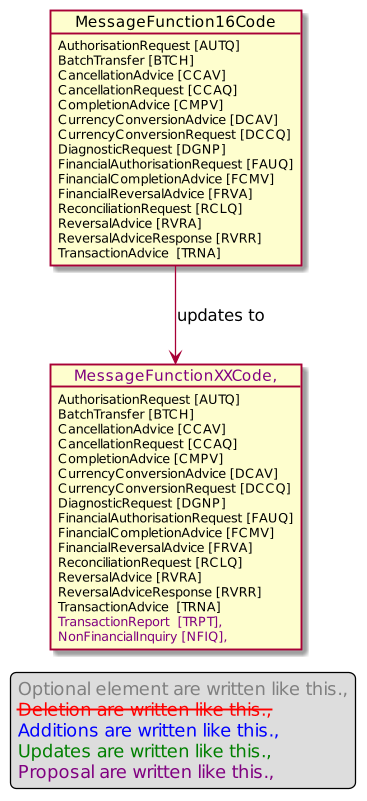 MessageFunction16Code
AuthorisationRequest [AUTQ]
BatchTransfer [BTCH]
CancellationAdvice [CCAV]
CancellationRequest [CCAQ]
CompletionAdvice [CMPV]
CurrencyConversionAdvice [DCAV]
CurrencyConversionRequest [DCCQ]
DiagnosticRequest [DGNP]
FinancialAuthorisationRequest [FAUQ]
FinancialCompletionAdvice [FCMV]
FinancialReversalAdvice [FRVA]
ReconciliationRequest [RCLQ]
ReversalAdvice [RVRA]
ReversalAdviceResponse [RVRR]
TransactionAdvice [TRNA]
updates to
MessageFunctionXXCode,
AuthorisationRequest [AUTQ]
BatchTransfer [BTCH]
CancellationAdvice [CCAV]
CancellationRequest [CCAQ]
CompletionAdvice [CMPV]
CurrencyConversionAdvice [DCAV]
CurrencyConversionRequest [DCCQ]
DiagnosticRequest [DGNP]
FinancialAuthorisationRequest [FAUQ]
FinancialCompletionAdvice [FCMV]
FinancialReversalAdvice [FRVA]
ReconciliationRequest [RCLQ]
ReversalAdvice [RVRA]
ReversalAdviceResponse [RVRR]
TransactionAdvice [TRNA]
TransactionReport [TRPT],
NonFinancialInquiry [NFIQ],
Optional element are written like this.,
Deletion are written like this.,
Additions are written like this.,
Updates are written like this.,
Proposal are written like this.,